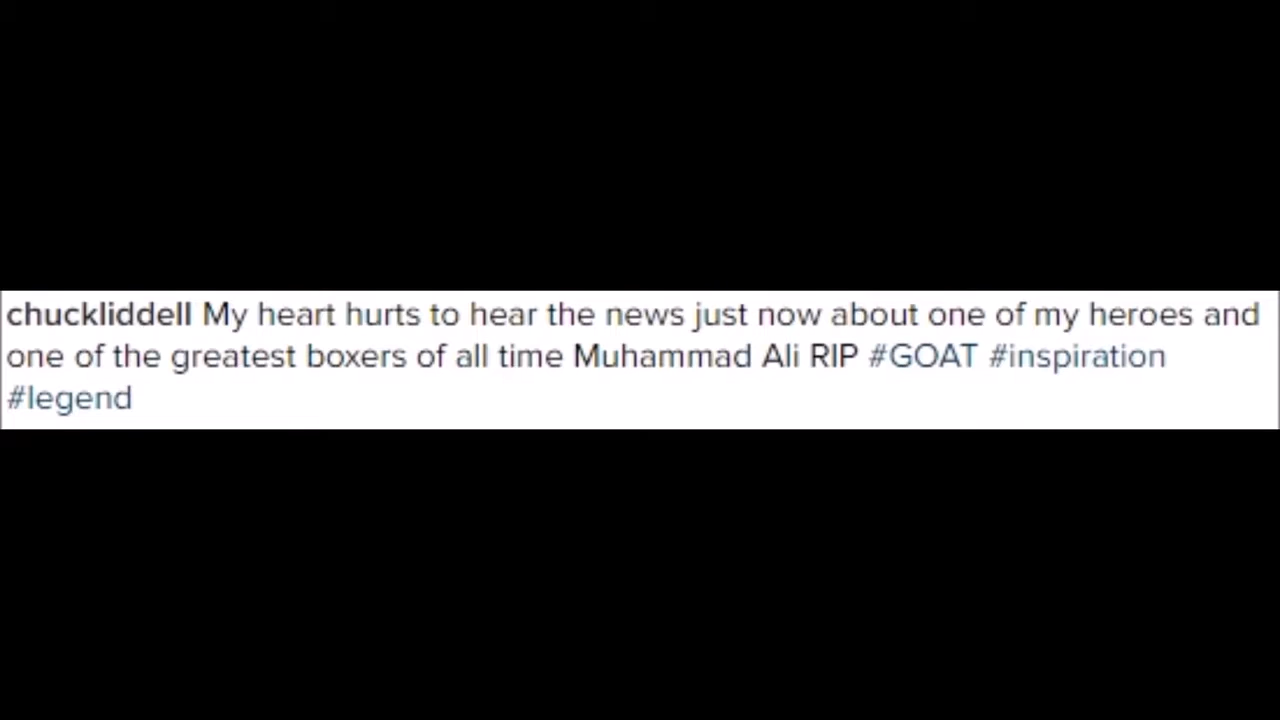 chuckliddell My heart hurts to hear the news just now about one of my heroes and
one of the greatest boxers of all time Muhammad Ali RIP #GOAT #inspiration
#legend